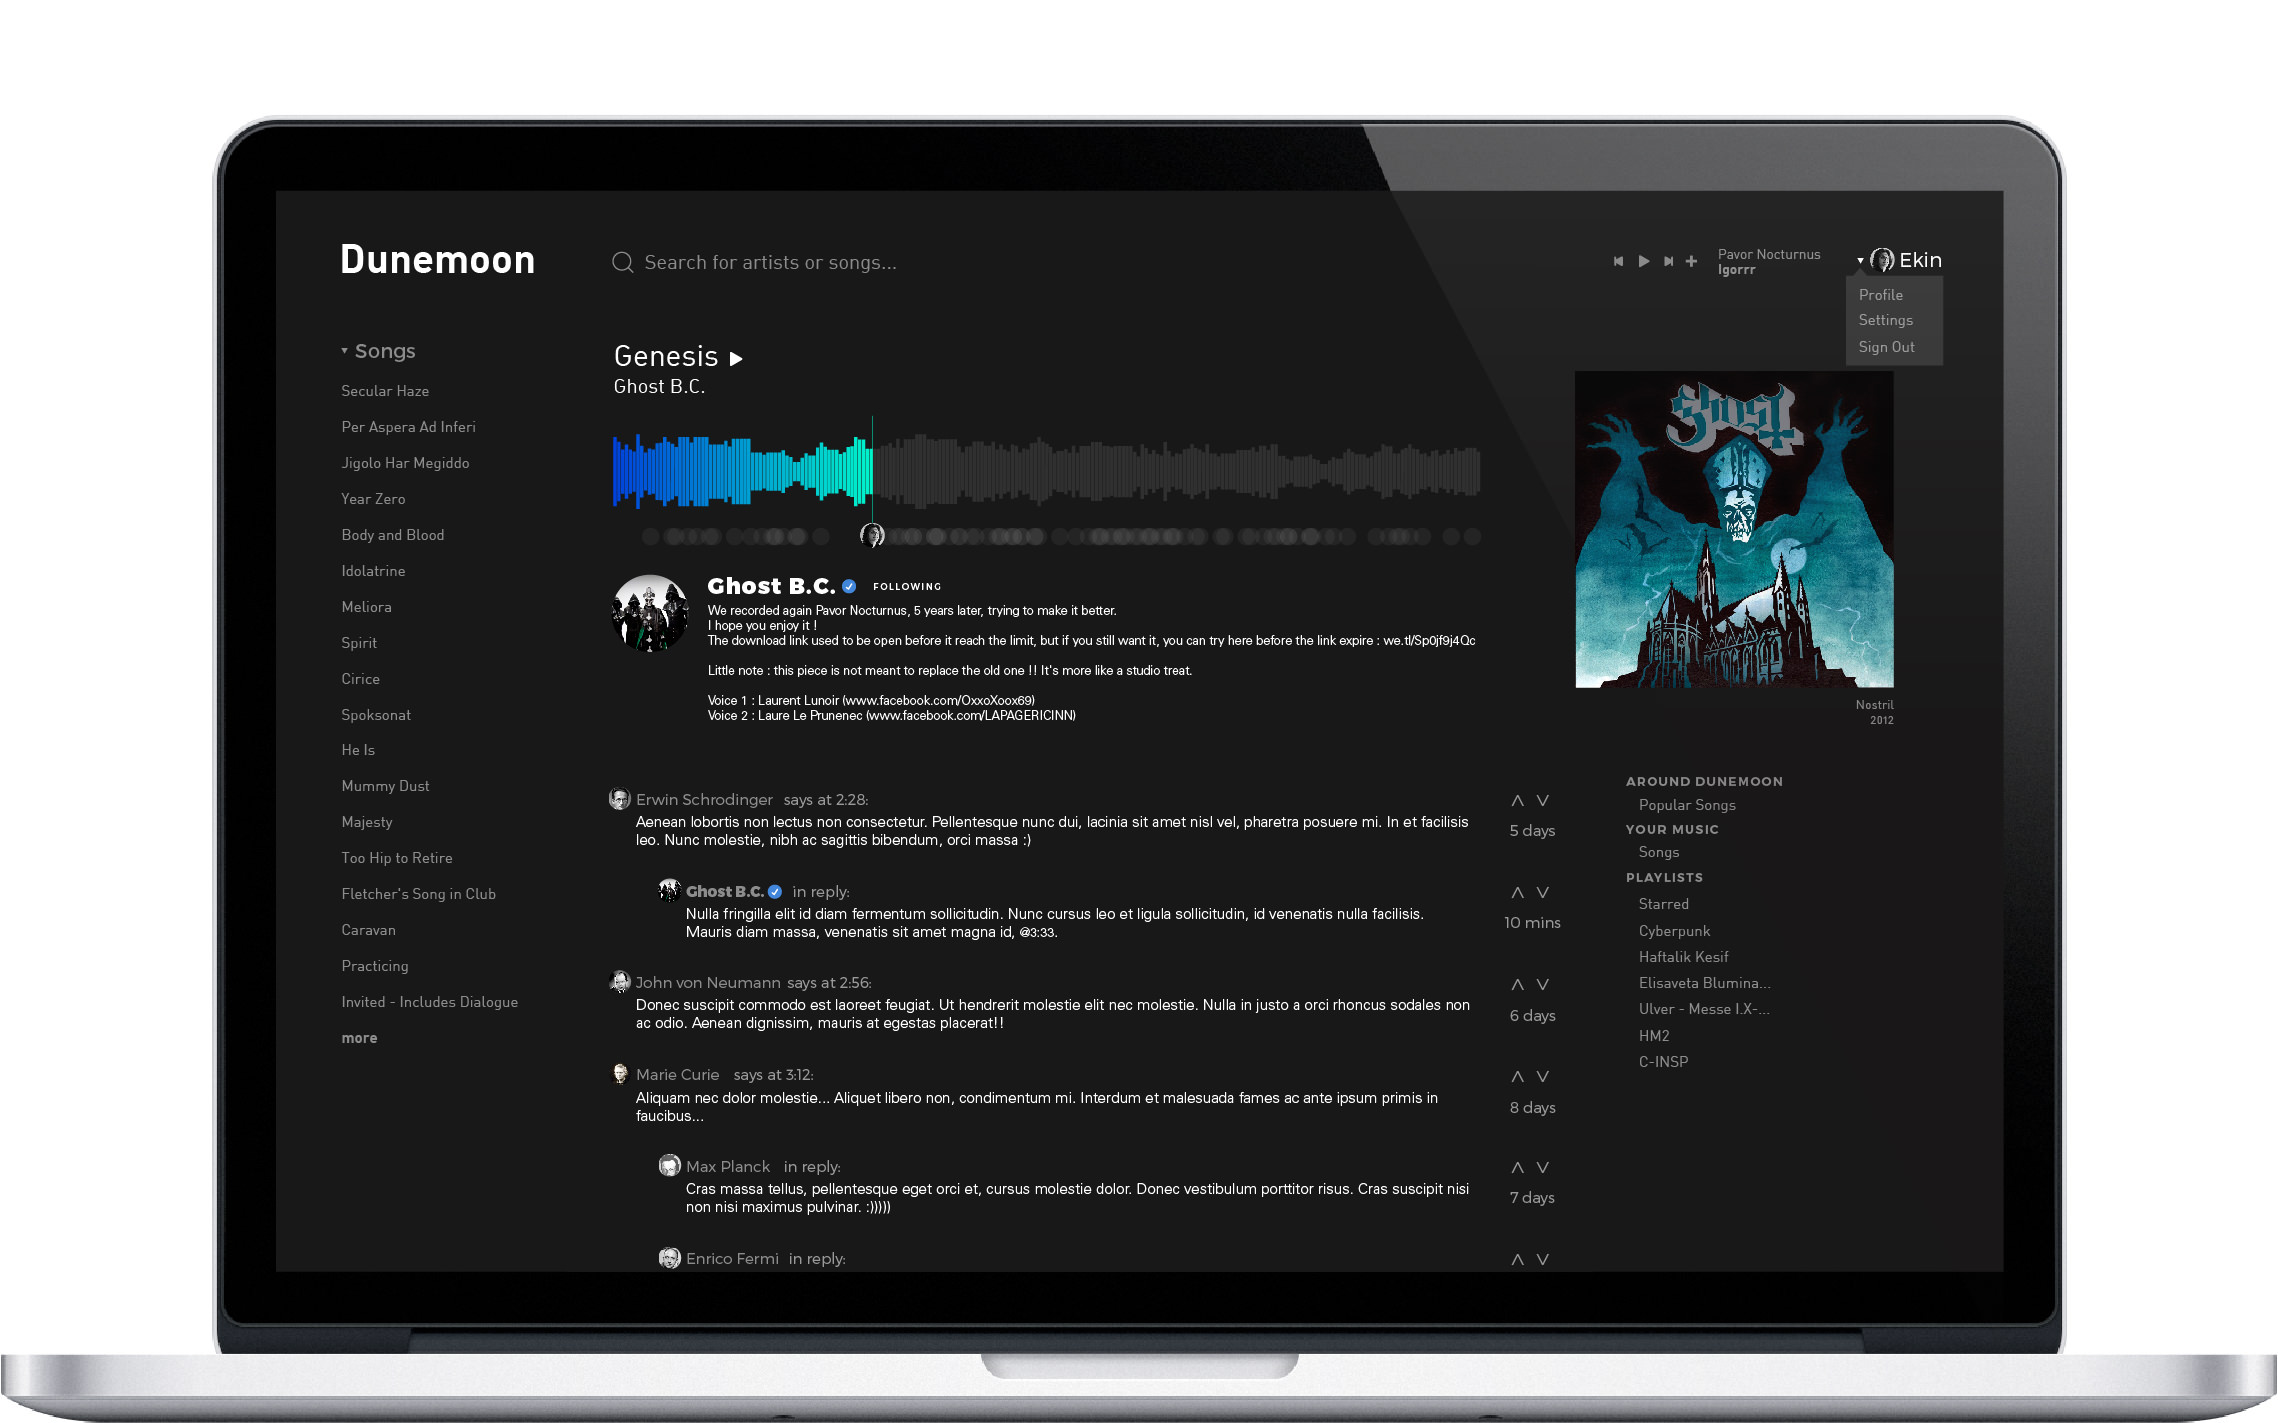 Dunemoon
Search for artists or songs...
Pavor Nocturnus
Igorrr
Ekin
Profile
Settings
Sign Out
Songs
Secular Haze
Per Aspera Ad Inferi
Jigolo Har Megiddo
Year Zero
Body and Blood
Idolatrine
Meliora
Spirit
Cirice
Spoksonat
He Is
Mummy Dust
Majesty
Too Hip to Retire
Fletcher's Song in Club
Caravan
Practicing
Invited - Includes Dialogue
more
Genesis
Ghost B.C.
Ghost B.C. FOLLOWING
We recorded again Pavor Nocturnus, 5 years later, trying to make it better.
I hope you enjoy it !
The download link used to be open before it reach the limit, but if you still want it, you can try here before the link expire : we.tl/Sp0jf9j4Qc
Little note : this piece is not meant to replace the old one !! It's more like a studio treat.
Voice 1 : Laurent Lunoir (www.facebook.com/OxxoXoox69)
Voice 2 : Laure Le Prunenec (www.facebook.com/LAPAGERICINN)
Erwin Schrodinger says at 2:28:
Aenean lobortis non lectus non consectetur. Pellentesque nunc dui, lacinia sit amet nisl vel, pharetra posuere mi. In et facilisis
leo. Nunc molestie, nibh ac sagittis bibendum, orci massa :)
5 days
Ghost B.C. in reply:
Nulla fringilla elit id diam fermentum sollicitudin. Nunc cursus leo et ligula sollicitudin, id venenatis nulla facilisis.
Mauris diam massa, venenatis sit amet magna id, @3:33.
10 mins
John von Neumann says at 2:56:
Donec suscipit commodo est laoreet feugiat. Ut hendrerit molestie elit nec molestie. Nulla in justo a orci rhoncus sodales non
ac odio. Aenean dignissim, mauris at egestas placerat!!
6 days
Marie Curie says at 3:12:
Aliquam nec dolor molestie... Aliquet libero non, condimentum mi. Interdum et malesuada fames ac ante ipsum primis in
faucibus...
8 days
Max Planck in reply:
Cras massa tellus, pellentesque eget orci et, cursus molestie dolor. Donec vestibulum porttitor risus. Cras suscipit nisi
non nisi maximus pulvinar. :)))))
7 days
Enrico Fermi in reply:
Ghost
Nostril
2012
AROUND DUNEMOON
Popular Songs
YOUR MUSIC
Songs
PLAYLISTS
Starred
Cyberpunk
Haftalik Kesif
Elisaveta Blumina...
Ulver - Messe I.X-...
HM2
C-INSP